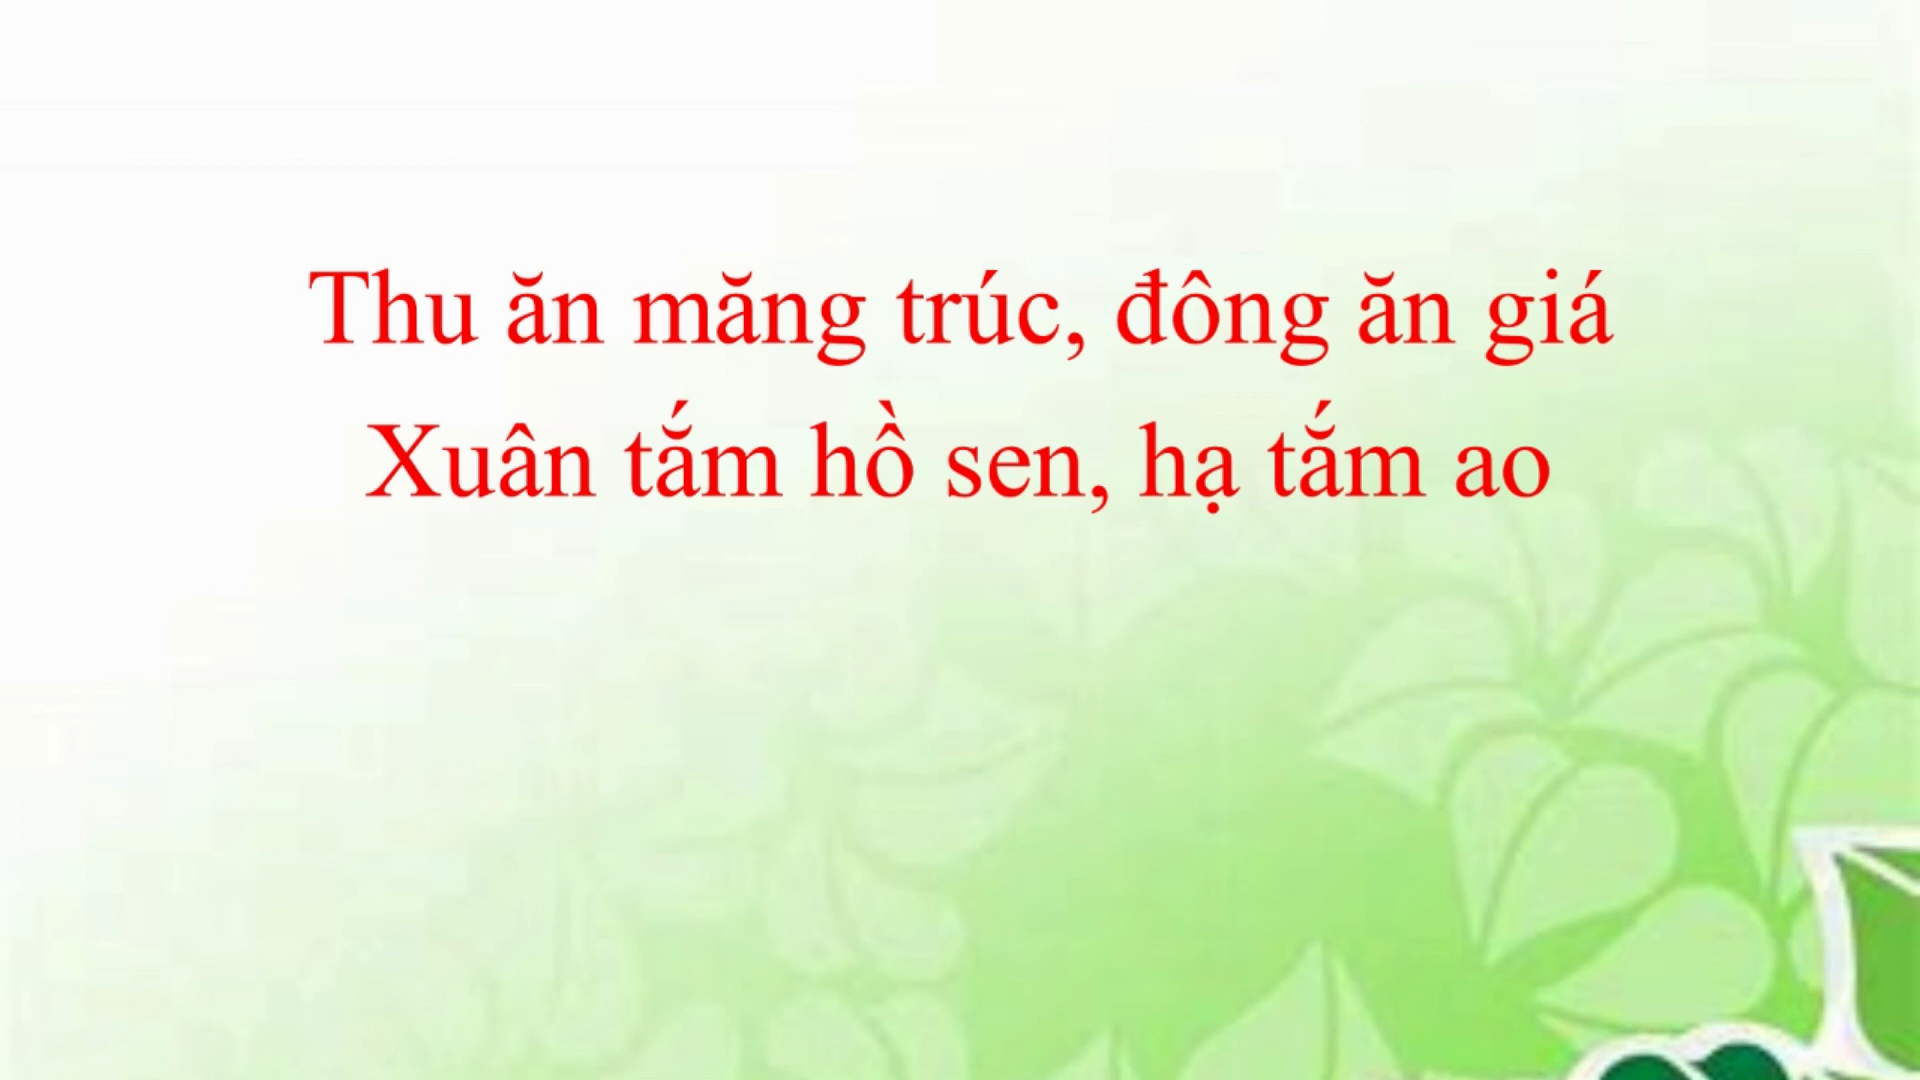 Thu ăn măng trúc, đông ăn giá
Xuân tắm hồ sen, hạ tắm ao